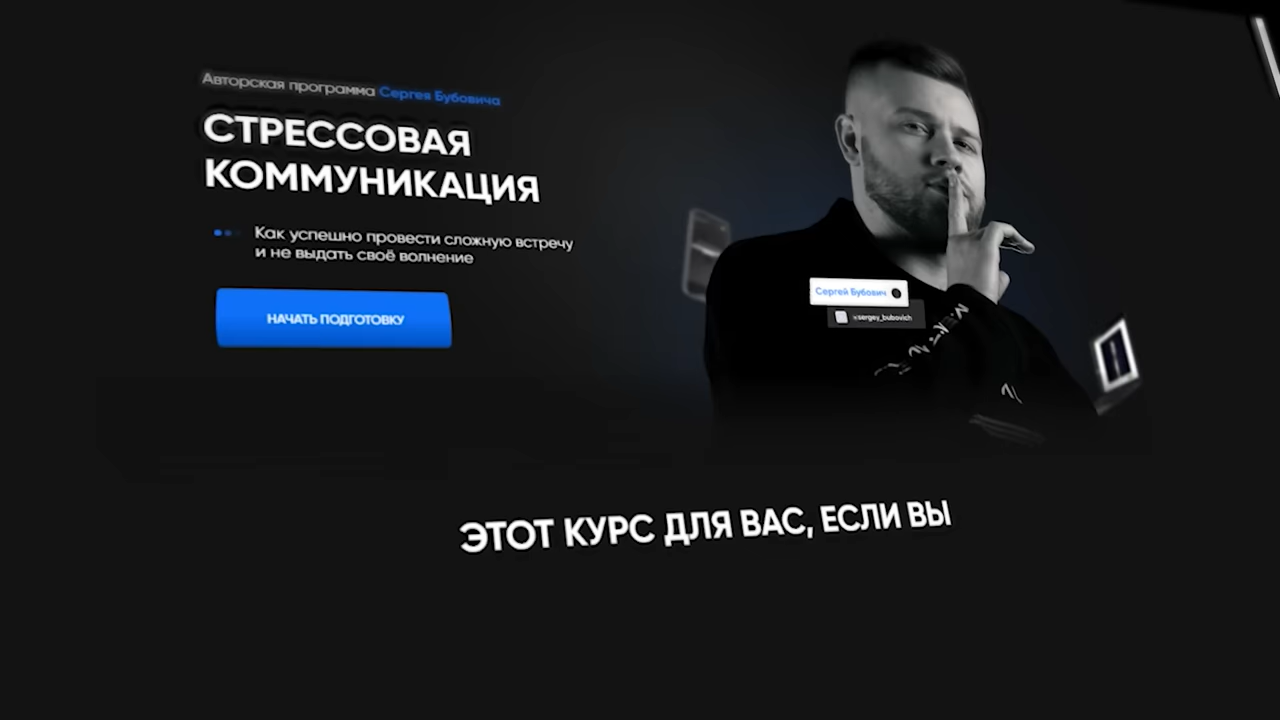 Авторская программа Сергея Бубовича
СТРЕССОВАЯ
КОММУНИКАЦИЯ
Как успешно провести сложную встречу
и не выдать своё волнение
НАЧАТЬ ПОДГОТОВКУ
Сергей Бубович
@sergey_bubovich
ЭТОТ КУРС ДЛЯ ВАС, ЕСЛИ ВЫ